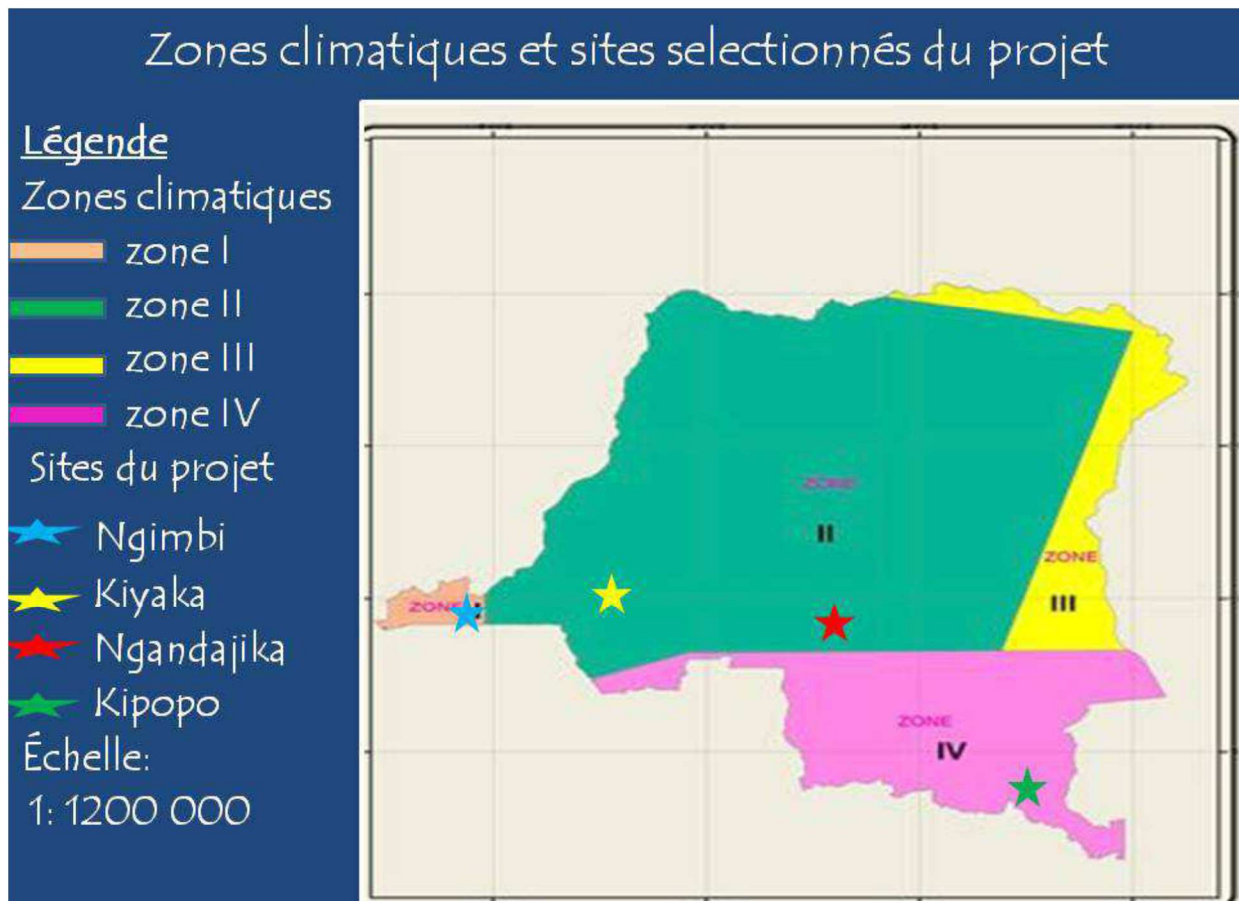 Zones climatiques et sites selectionnés du projet
Légende
Zones climatiques
zone I
zone II
zone III
zone IV
Sites du projet
Ngimbi
Kiyaka
Ngandajika
Kipopo
Échelle:
1: 1200 000
ZONE
II
ZONE
III
ZONE
ZONE
IV